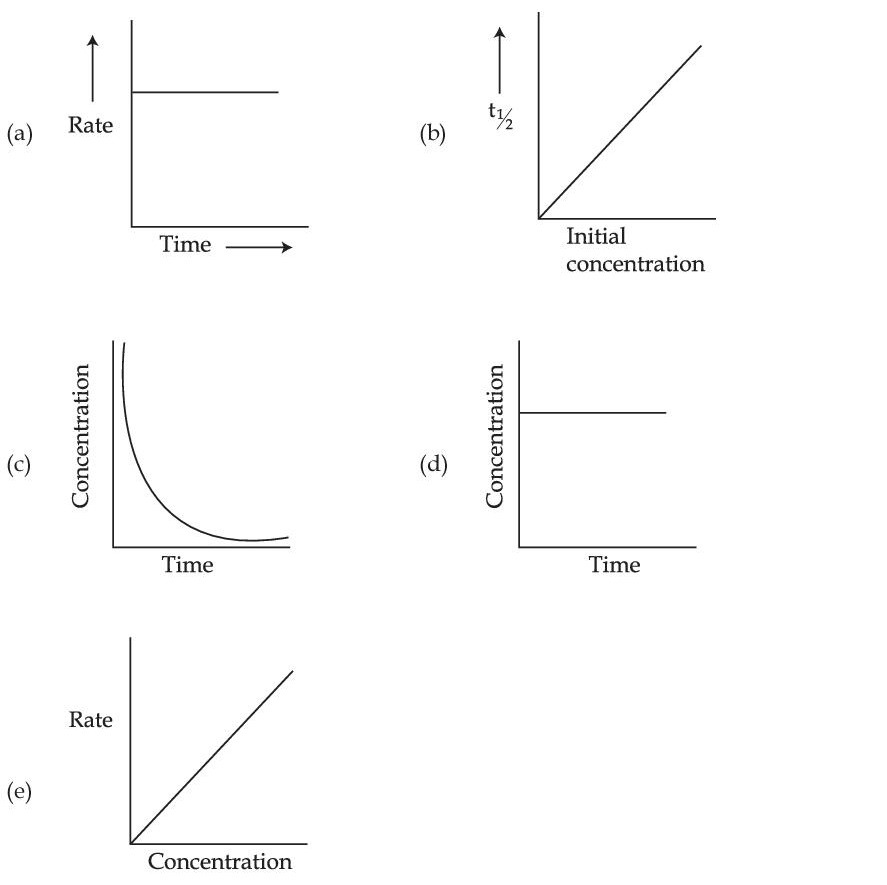 (a)
Rate
Time
(b)
t½
Initial
concentration
(c)
Concentration
Time
(d)
Concentration
Time
(e)
Rate
Concentration